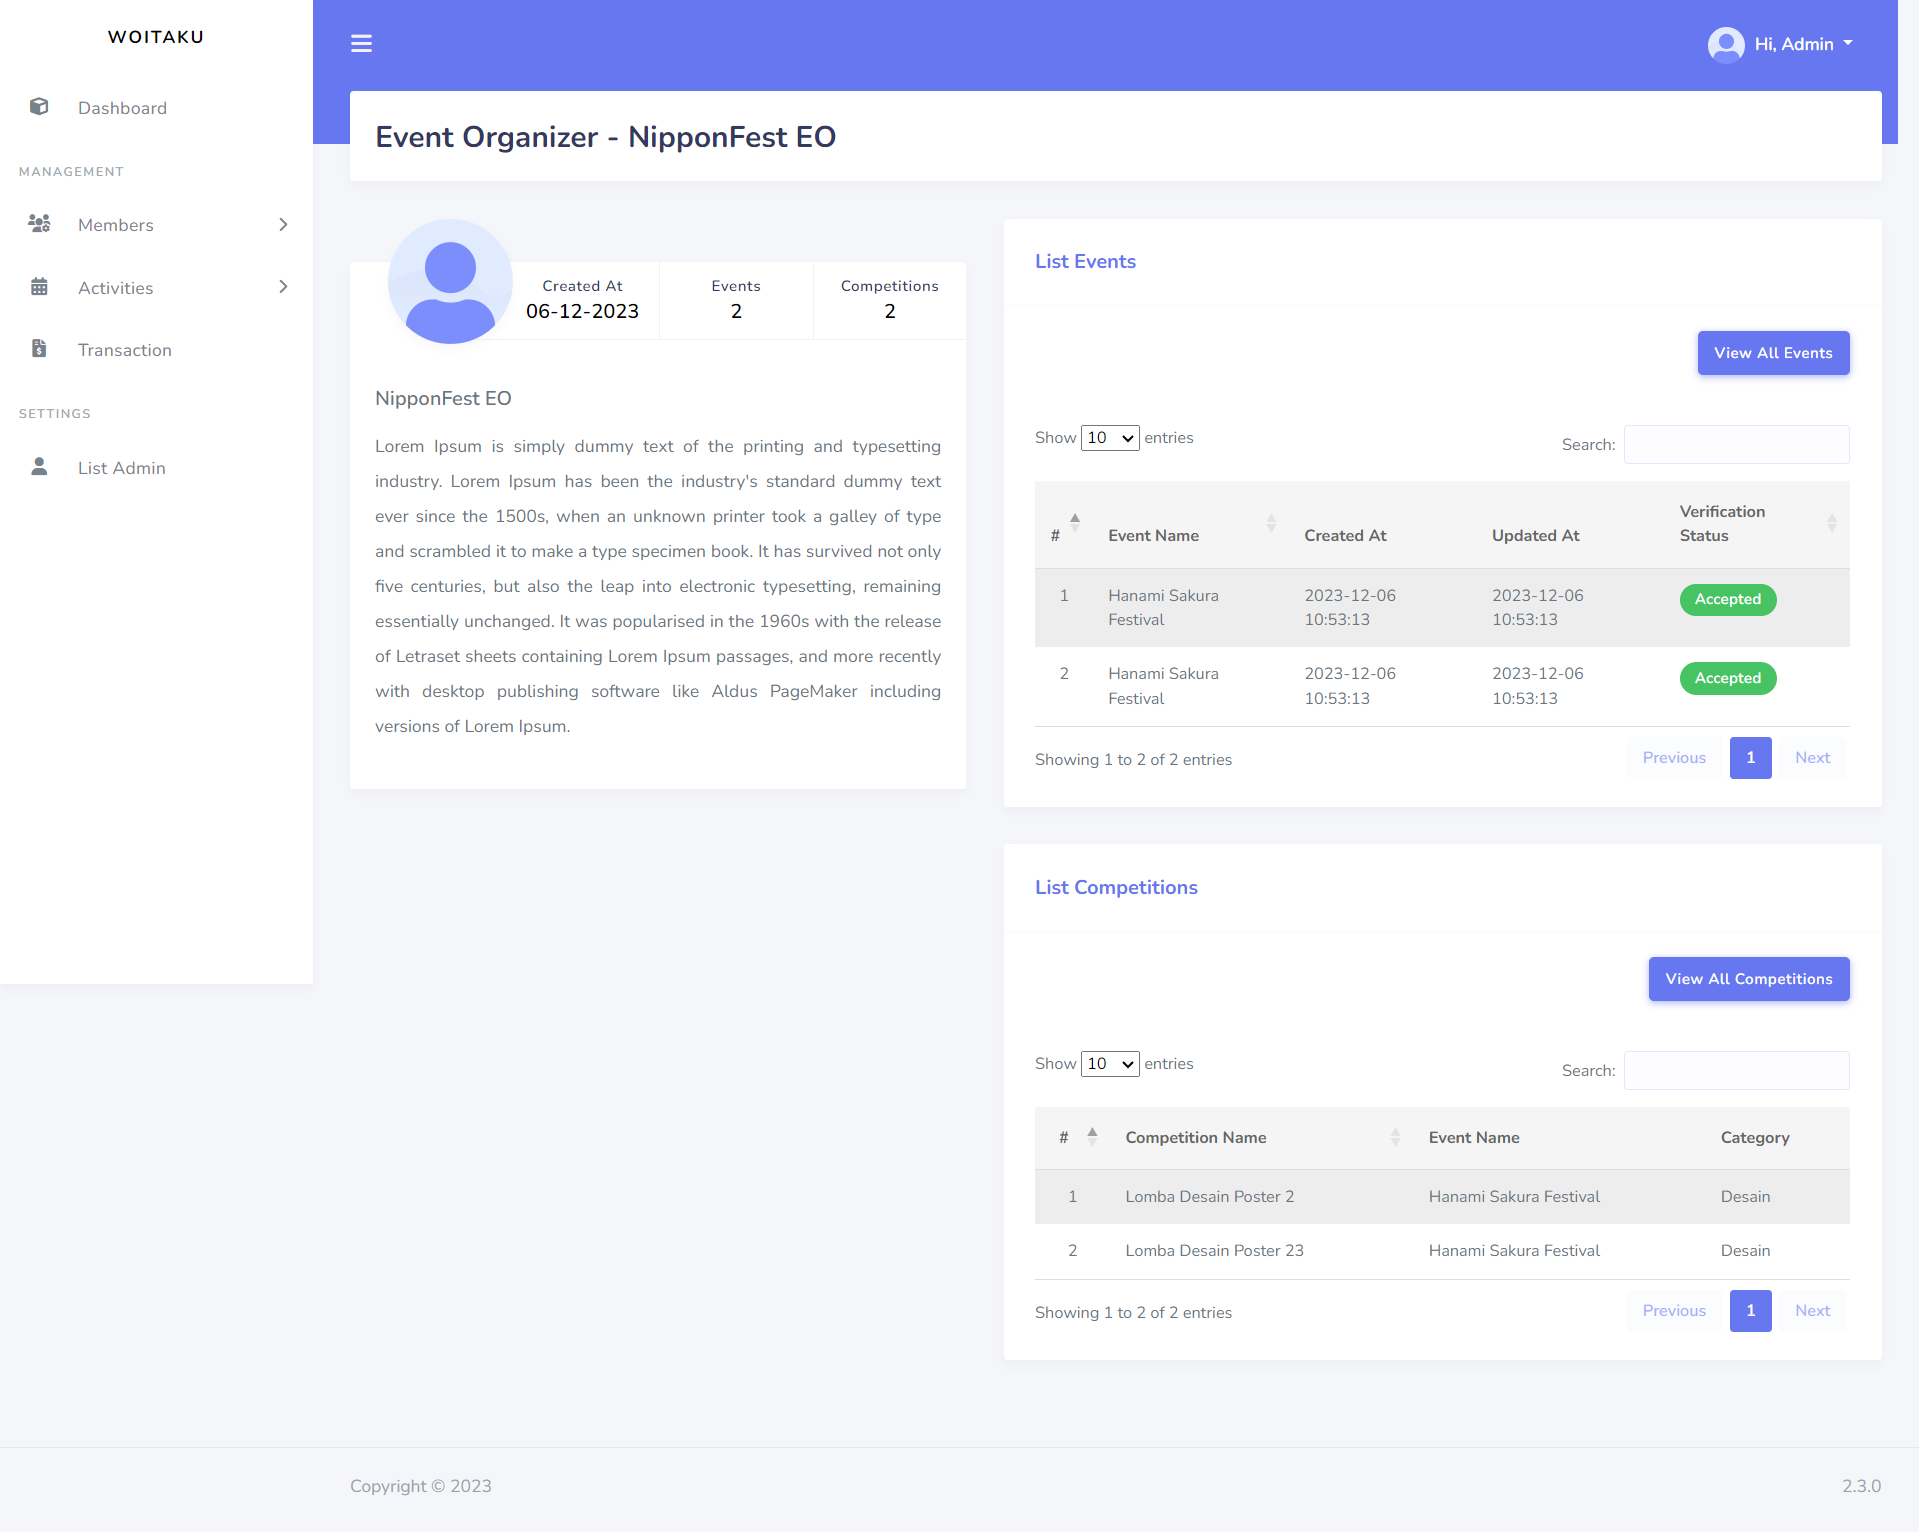 WOITAKU
Dashboard
MANAGEMENT
Members
Activities
Transaction
SETTINGS
List Admin
Hi, Admin
Event Organizer - NipponFest EO
Created At
06-12-2023
Events
2
Competitions
2
NipponFest EO
Lorem Ipsum is simply dummy text of the printing and typesetting
industry. Lorem Ipsum has been the industry's standard dummy text
ever since the 1500s, when an unknown printer took a galley of type
and scrambled it to make a type specimen book. It has survived not only
five centuries, but also the leap into electronic typesetting, remaining
essentially unchanged. It was popularised in the 1960s with the release
of Letraset sheets containing Lorem Ipsum passages, and more recently
with desktop publishing software like Aldus PageMaker including
versions of Lorem Ipsum.
List Events
View All Events
Show 10 entries
Search:
# Event Name Created At Updated At Verification Status
1 Hanami Sakura Festival 2023-12-06 10:53:13 2023-12-06 10:53:13 Accepted
2 Hanami Sakura Festival 2023-12-06 10:53:13 2023-12-06 10:53:13 Accepted
Showing 1 to 2 of 2 entries
Previous 1 Next
List Competitions
View All Competitions
Show 10 entries
Search:
# Competition Name Event Name Category
1 Lomba Desain Poster 2 Hanami Sakura Festival Desain
2 Lomba Desain Poster 23 Hanami Sakura Festival Desain
Showing 1 to 2 of 2 entries
Previous 1 Next
Copyright © 2023
2.3.0